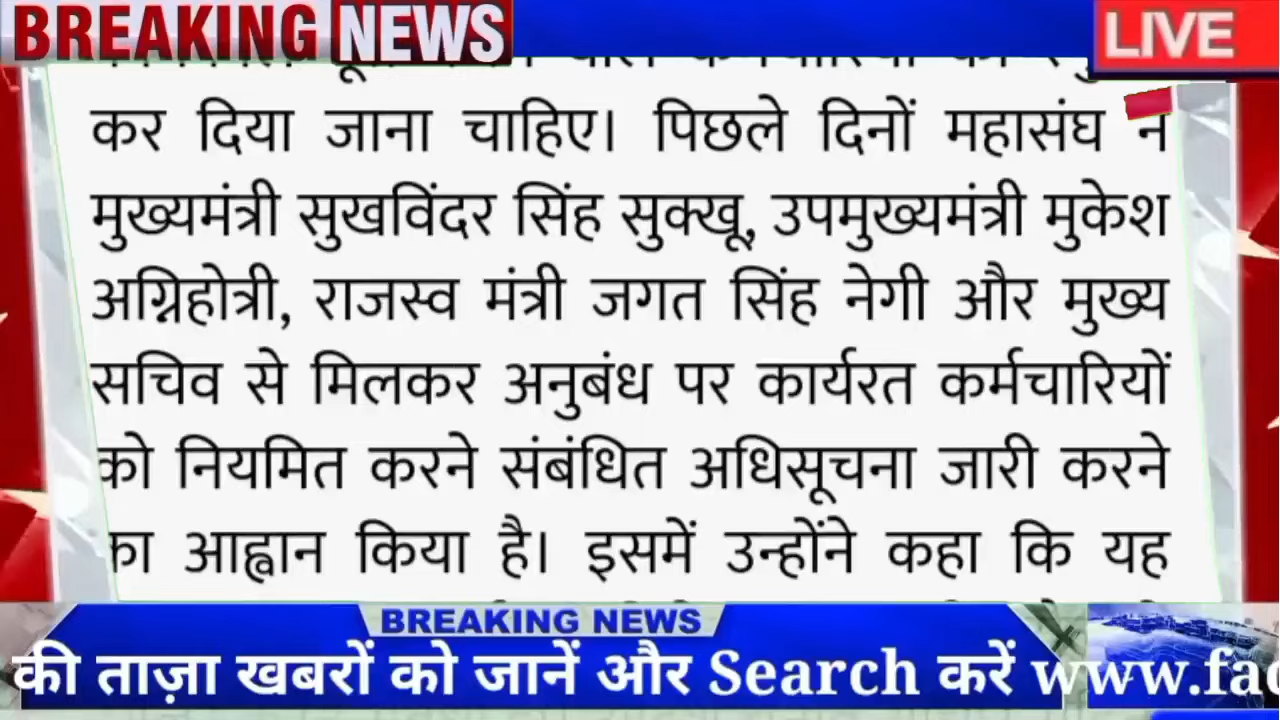 BREAKING NEWS
LIVE
कर दिया जाना चाहिए। पिछले दिनों महासंघ ने
मुख्यमंत्री सुखविंदर सिंह सुक्खू, उपमुख्यमंत्री मुकेश
अग्निहोत्री, राजस्व मंत्री जगत सिंह नेगी और मुख्य
सचिव से मिलकर अनुबंध पर कार्यरत कर्मचारियों
को नियमित करने संबंधित अधिसूचना जारी करने
का आह्वान किया है। इसमें उन्होंने कहा कि यह
BREAKING NEWS
की ताज़ा खबरों को जानें और Search करें www.fac